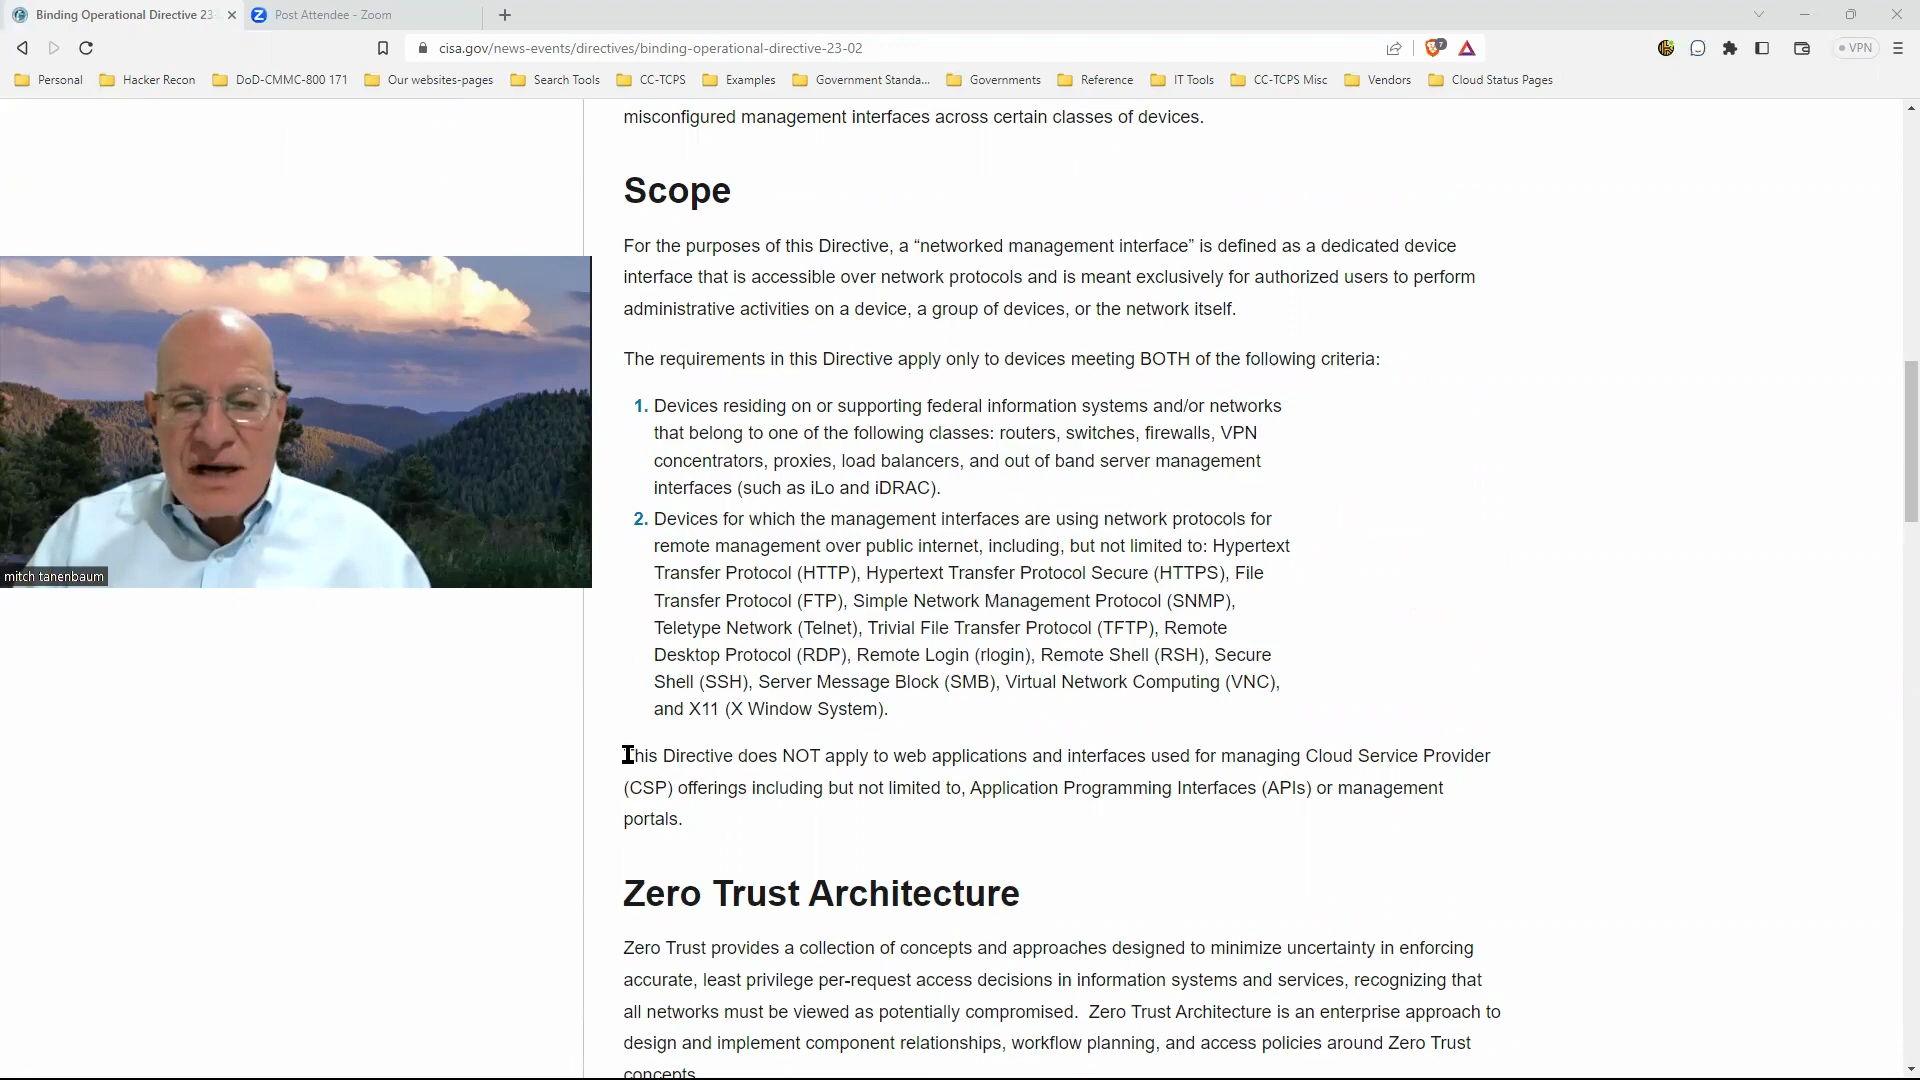 Binding Operational Directive 23-
Post Attendee - Zoom
cisa.gov/news-events/directives/binding-operational-directive-23-02
VPN
Personal
Hacker Recon
DoD-CMMC-800 171
Our websites-pages
Search Tools
CC-TCPS
Examples
Government Standa...
Governments
Reference
IT Tools
CC-TCPS Misc
Vendors
Cloud Status Pages
misconfigured management interfaces across certain classes of devices.
Scope
For the purposes of this Directive, a “networked management interface” is defined as a dedicated device
interface that is accessible over network protocols and is meant exclusively for authorized users to perform
administrative activities on a device, a group of devices, or the network itself.
The requirements in this Directive apply only to devices meeting BOTH of the following criteria:
1. Devices residing on or supporting federal information systems and/or networks
that belong to one of the following classes: routers, switches, firewalls, VPN
concentrators, proxies, load balancers, and out of band server management
interfaces (such as iLo and iDRAC).
2. Devices for which the management interfaces are using network protocols for
remote management over public internet, including, but not limited to: Hypertext
Transfer Protocol (HTTP), Hypertext Transfer Protocol Secure (HTTPS), File
Transfer Protocol (FTP), Simple Network Management Protocol (SNMP),
Teletype Network (Telnet), Trivial File Transfer Protocol (TFTP), Remote
Desktop Protocol (RDP), Remote Login (rlogin), Remote Shell (RSH), Secure
Shell (SSH), Server Message Block (SMB), Virtual Network Computing (VNC),
and X11 (X Window System).
This Directive does NOT apply to web applications and interfaces used for managing Cloud Service Provider
(CSP) offerings including but not limited to, Application Programming Interfaces (APIs) or management
portals.
Zero Trust Architecture
Zero Trust provides a collection of concepts and approaches designed to minimize uncertainty in enforcing
accurate, least privilege per-request access decisions in information systems and services, recognizing that
all networks must be viewed as potentially compromised.  Zero Trust Architecture is an enterprise approach to
design and implement component relationships, workflow planning, and access policies around Zero Trust
concepts.
mitch tanenbaum